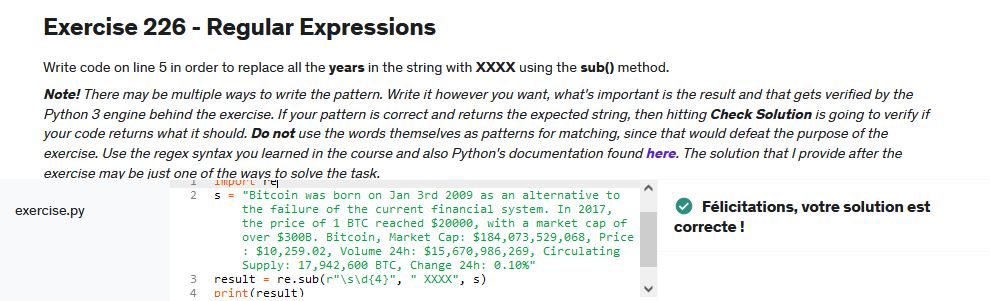 Exercise 226 - Regular Expressions
Write code on line 5 in order to replace all the years in the string with XXXX using the sub() method.
Note! There may be multiple ways to write the pattern. Write it however you want, what's important is the result and that gets verified by the
Python 3 engine behind the exercise. If your pattern is correct and returns the expected string, then hitting Check Solution is going to verify if
your code returns what it should. Do not use the words themselves as patterns for matching, since that would defeat the purpose of the
exercise. Use the regex syntax you learned in the course and also Python's documentation found here. The solution that I provide after the
exercise may be just one of the ways to solve the task.
exercise.py
1 import re
2 s = "Bitcoin was born on Jan 3rd 2009 as an alternative to
the failure of the current financial system. In 2017,
the price of 1 BTC reached $20000, with a market cap of
over $300B. Bitcoin, Market Cap: $184,073,529,068, Price
: $10,259.02, Volume 24h: $15,670,986,269, Circulating
Supply: 17,942,600 BTC, Change 24h: 0.10%"
3 result = re.sub(r"\s\d{4}", " XXXX", s)
4 print(result)
Félicitations, votre solution est
correcte !